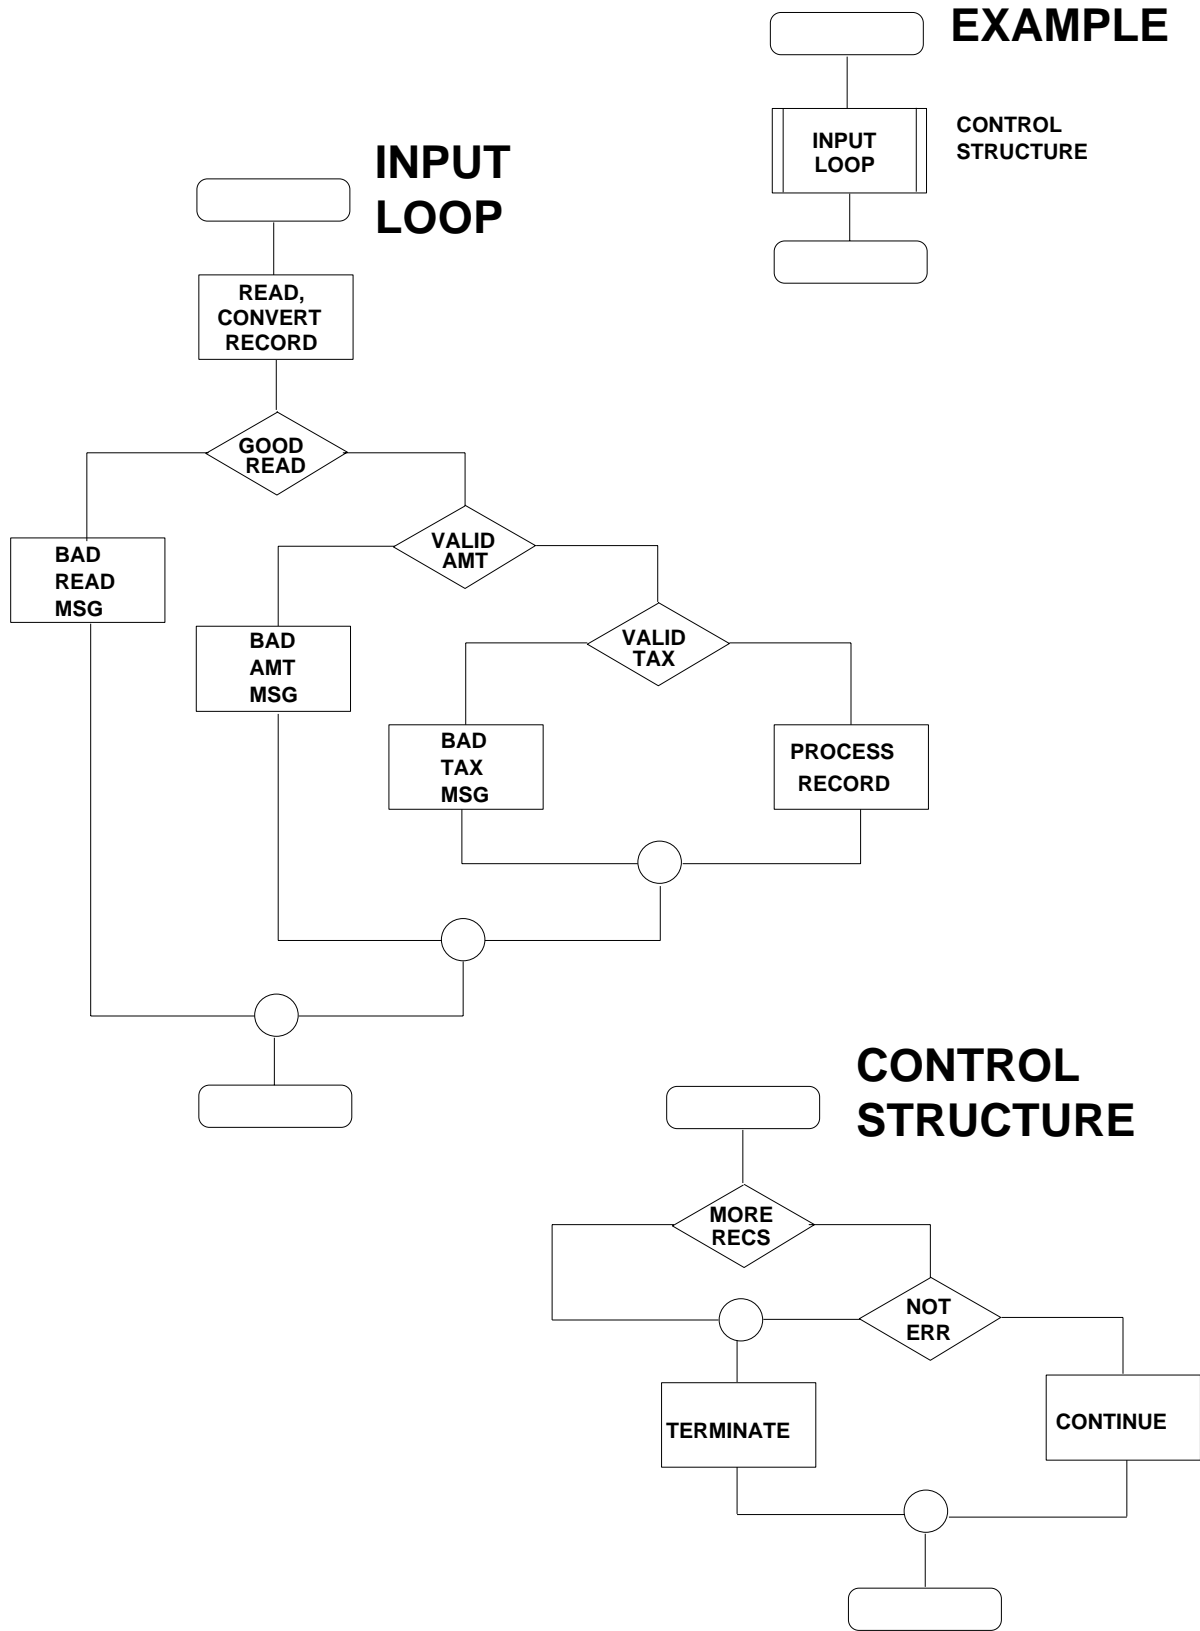 EXAMPLE
INPUT
LOOP
CONTROL
STRUCTURE
INPUT
LOOP
READ,
CONVERT
RECORD
GOOD
READ
VALID
AMT
BAD
READ
MSG
VALID
TAX
BAD
AMT
MSG
BAD
TAX
MSG
PROCESS
RECORD
CONTROL
STRUCTURE
MORE
RECS
NOT
ERR
TERMINATE
CONTINUE